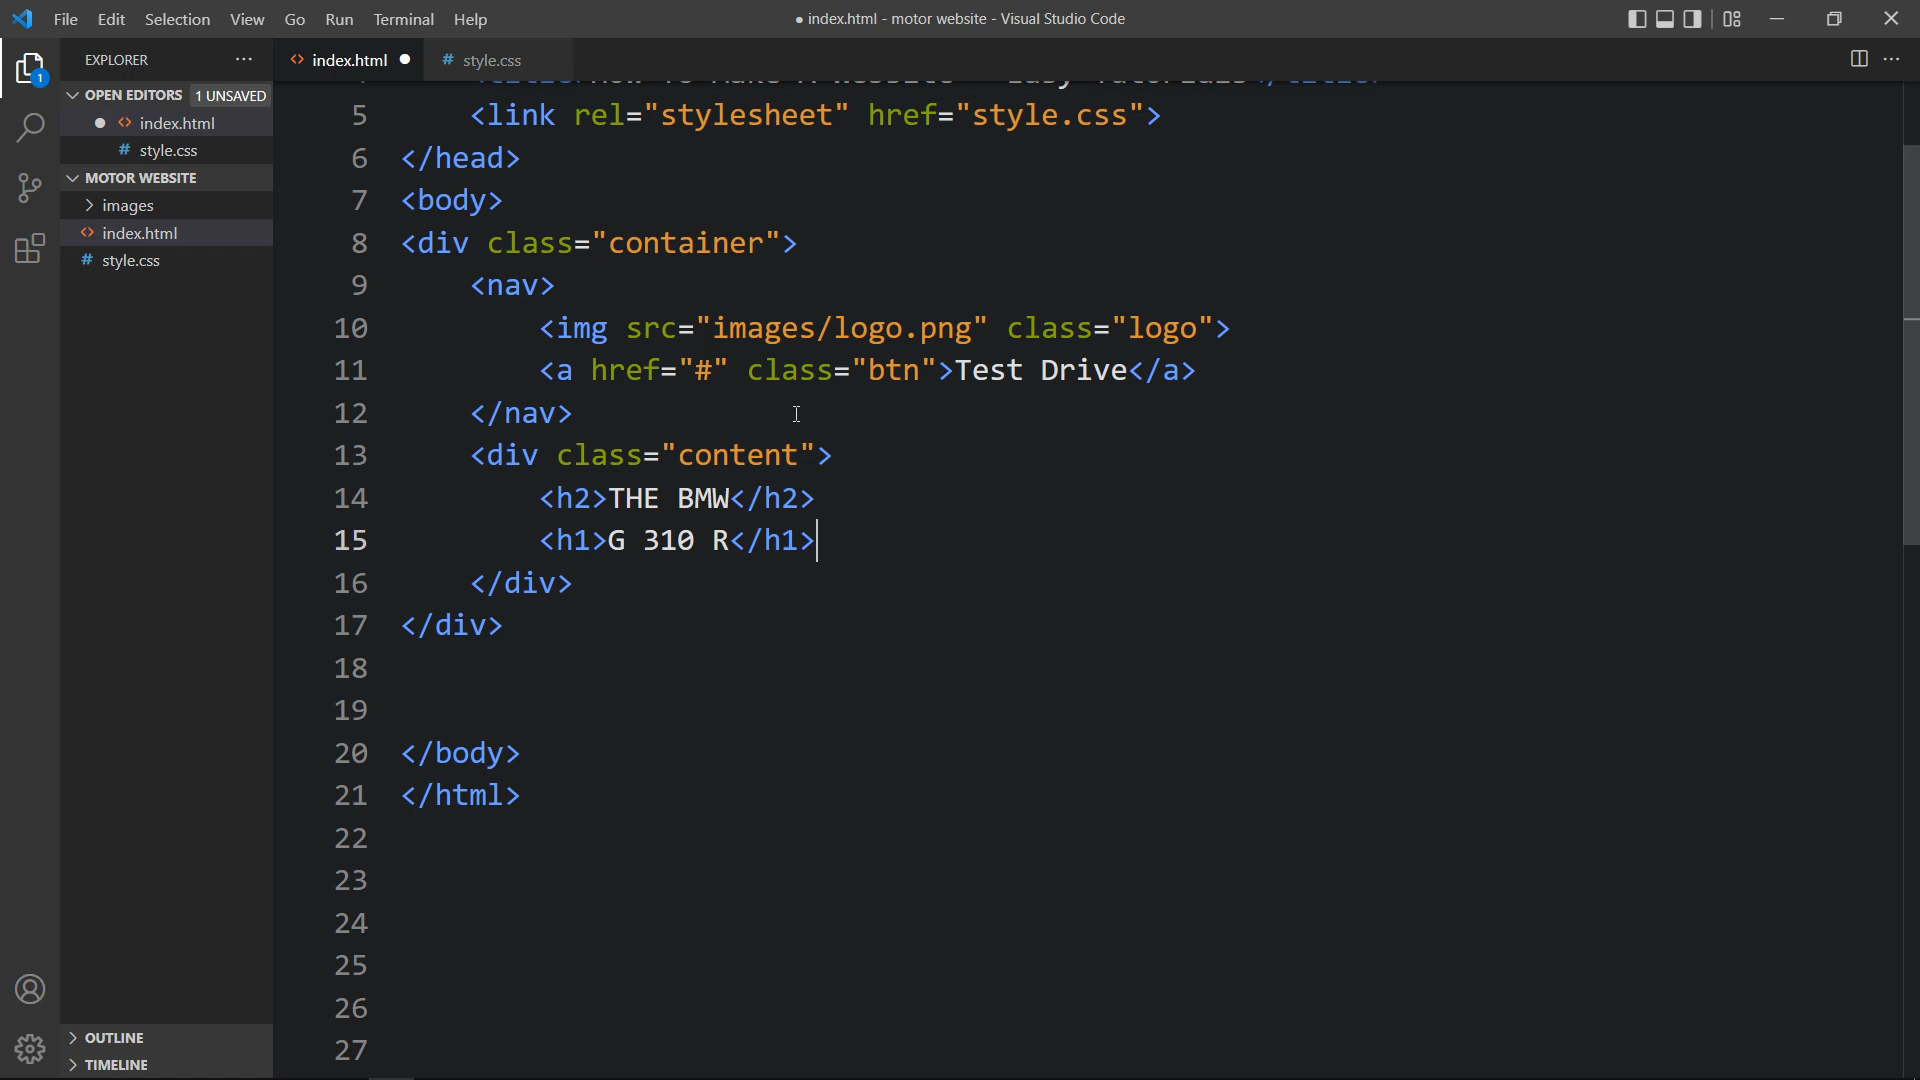 File Edit Selection View Go Run Terminal Help
● index.html - motor website - Visual Studio Code
EXPLORER
index.html
# style.css
OPEN EDITORS 1 UNSAVED
index.html
# style.css
MOTOR WEBSITE
images
index.html
# style.css
1
5 <link rel="stylesheet" href="style.css">
6 </head>
7 <body>
8 <div class="container">
9 <nav>
10 <img src="images/logo.png" class="logo">
11 <a href="#" class="btn">Test Drive</a>
12 </nav>
13 <div class="content">
14 <h2>THE BMW</h2>
15 <h1>G 310 R</h1>
16 </div>
17 </div>
18
19
20 </body>
21 </html>
22
23
24
25
26
27
OUTLINE
TIMELINE